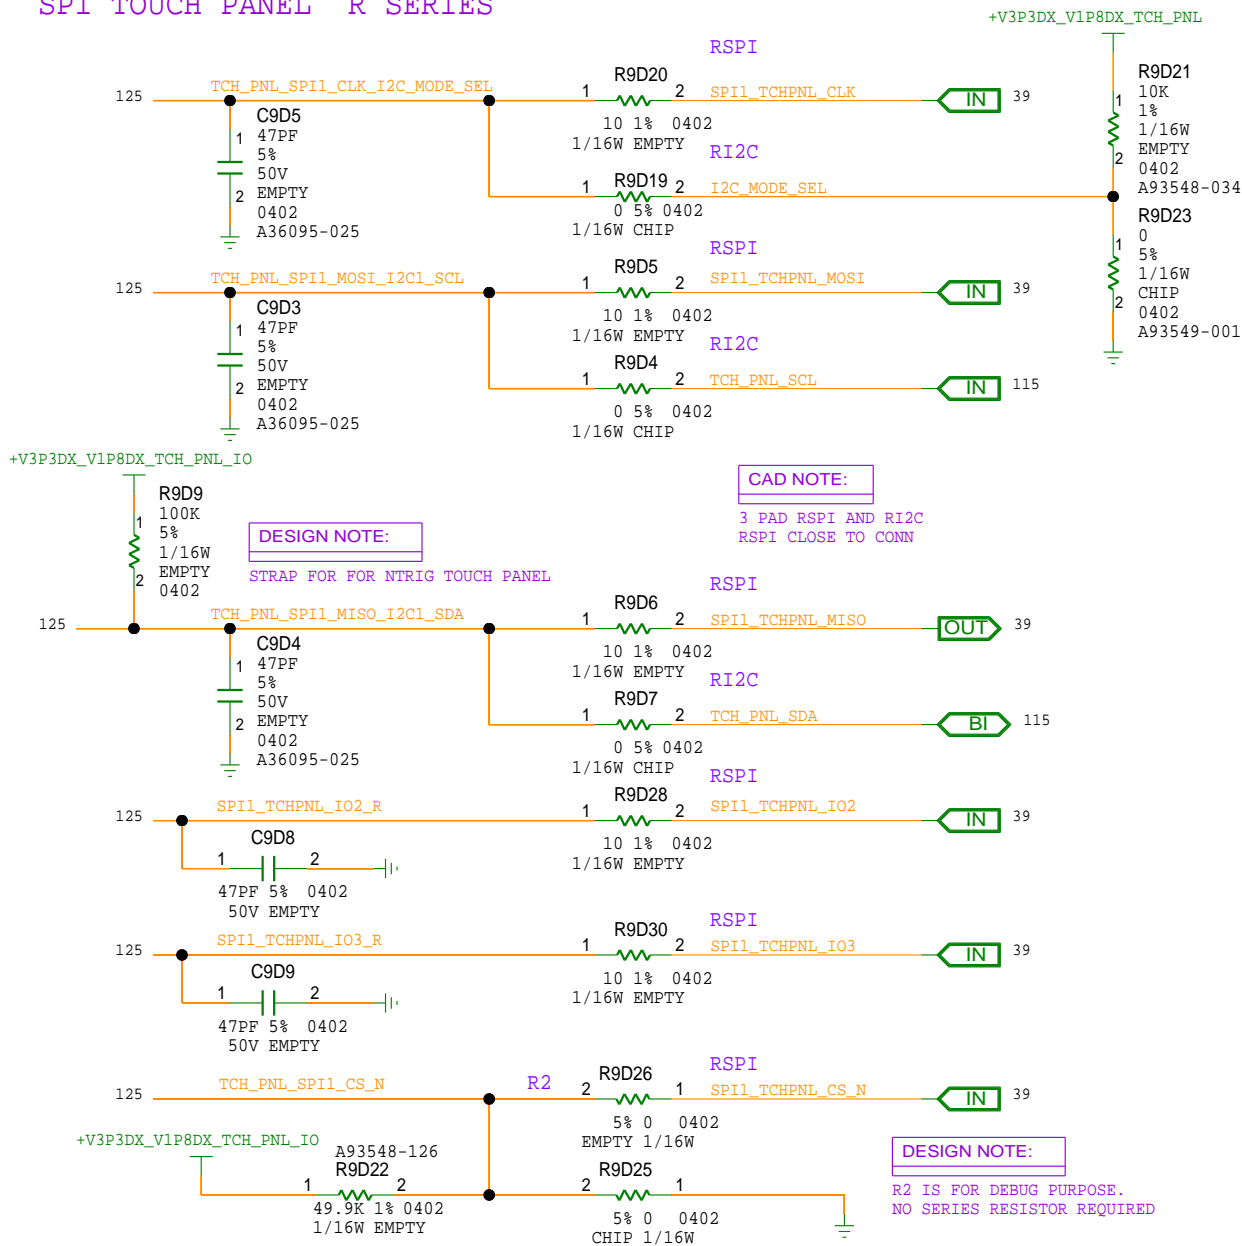 SPI TOUCH PANEL R SERIES
+V3P3DX_V1P8DX_TCH_PNL
RSPI
125 TCH_PNL_SPI1_CLK_I2C_MODE_SEL 1 R9D20 2 SPI1_TCHPNL_CLK IN 39
10 1% 0402
1/16W EMPTY
C9D5
1 47PF
5%
50V
2 EMPTY
0402
A36095-025
R9D21
10K
1 1%
1/16W
EMPTY
2 0402
A93548-034
RI2C
1 R9D19 2 I2C_MODE_SEL
0 5% 0402
1/16W CHIP
R9D23
0
1 5%
1/16W
CHIP
2 0402
A93549-001
RSPI
125 TCH_PNL_SPI1_MOSI_I2C1_SCL 1 R9D5 2 SPI1_TCHPNL_MOSI IN 39
10 1% 0402
1/16W EMPTY
C9D3
1 47PF
5%
50V
2 EMPTY
0402
A36095-025
RI2C
1 R9D4 2 TCH_PNL_SCL IN 115
0 5% 0402
1/16W CHIP
+V3P3DX_V1P8DX_TCH_PNL_IO
R9D9
100K
1 5%
1/16W
2 EMPTY
0402
DESIGN NOTE:
STRAP FOR FOR NTRIG TOUCH PANEL
CAD NOTE:
3 PAD RSPI AND RI2C
RSPI CLOSE TO CONN
RSPI
125 TCH_PNL_SPI1_MISO_I2C1_SDA 1 R9D6 2 SPI1_TCHPNL_MISO OUT 39
10 1% 0402
1/16W EMPTY
C9D4
1 47PF
5%
50V
2 EMPTY
0402
A36095-025
RI2C
1 R9D7 2 TCH_PNL_SDA BI 115
0 5% 0402
1/16W CHIP
RSPI
125 SPI1_TCHPNL_IO2_R 1 R9D28 2 SPI1_TCHPNL_IO2 IN 39
10 1% 0402
1/16W EMPTY
C9D8
1 2
47PF 5% 0402
50V EMPTY
RSPI
125 SPI1_TCHPNL_IO3_R 1 R9D30 2 SPI1_TCHPNL_IO3 IN 39
10 1% 0402
1/16W EMPTY
C9D9
1 2
47PF 5% 0402
50V EMPTY
RSPI
125 TCH_PNL_SPI1_CS_N R2 2 R9D26 1 SPI1_TCHPNL_CS_N IN 39
5% 0 0402
EMPTY 1/16W
+V3P3DX_V1P8DX_TCH_PNL_IO
A93548-126
1 R9D22 2
49.9K 1% 0402
1/16W EMPTY
2 R9D25 1
5% 0 0402
CHIP 1/16W
DESIGN NOTE:
R2 IS FOR DEBUG PURPOSE.
NO SERIES RESISTOR REQUIRED